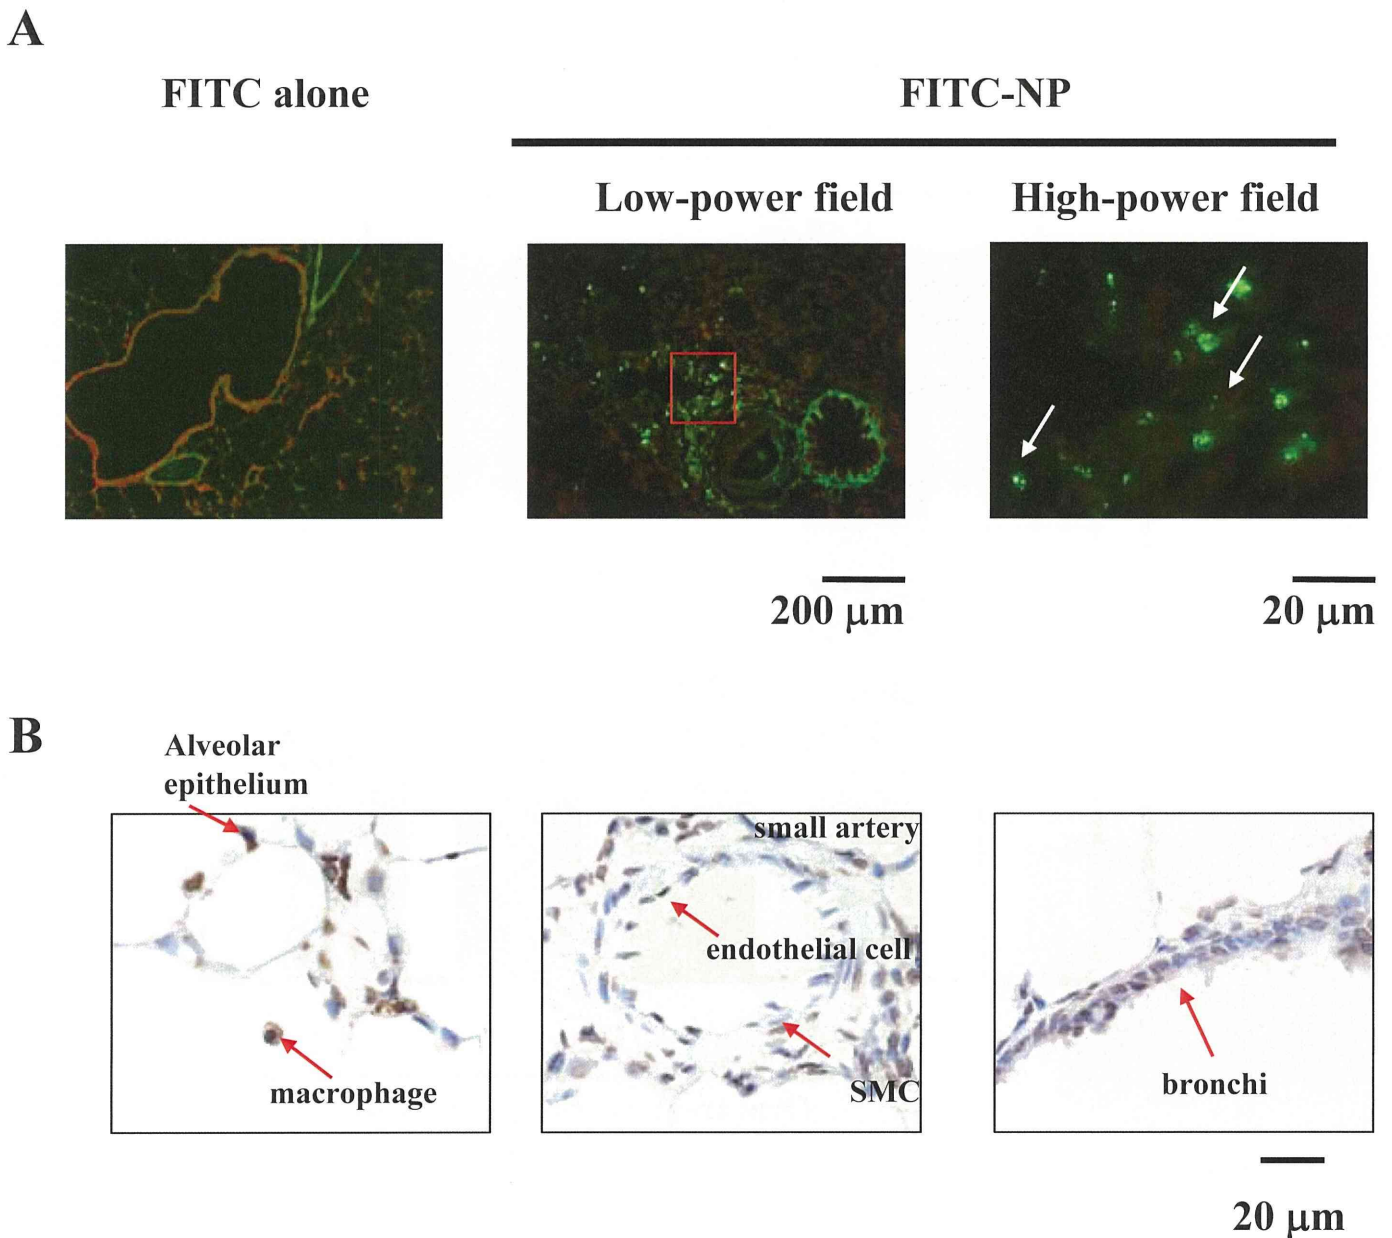 A
FITC alone
FITC-NP
Low-power field
High-power field
200 μm
20 μm
B
Alveolar
epithelium
macrophage
small artery
endothelial cell
SMC
bronchi
20 μm